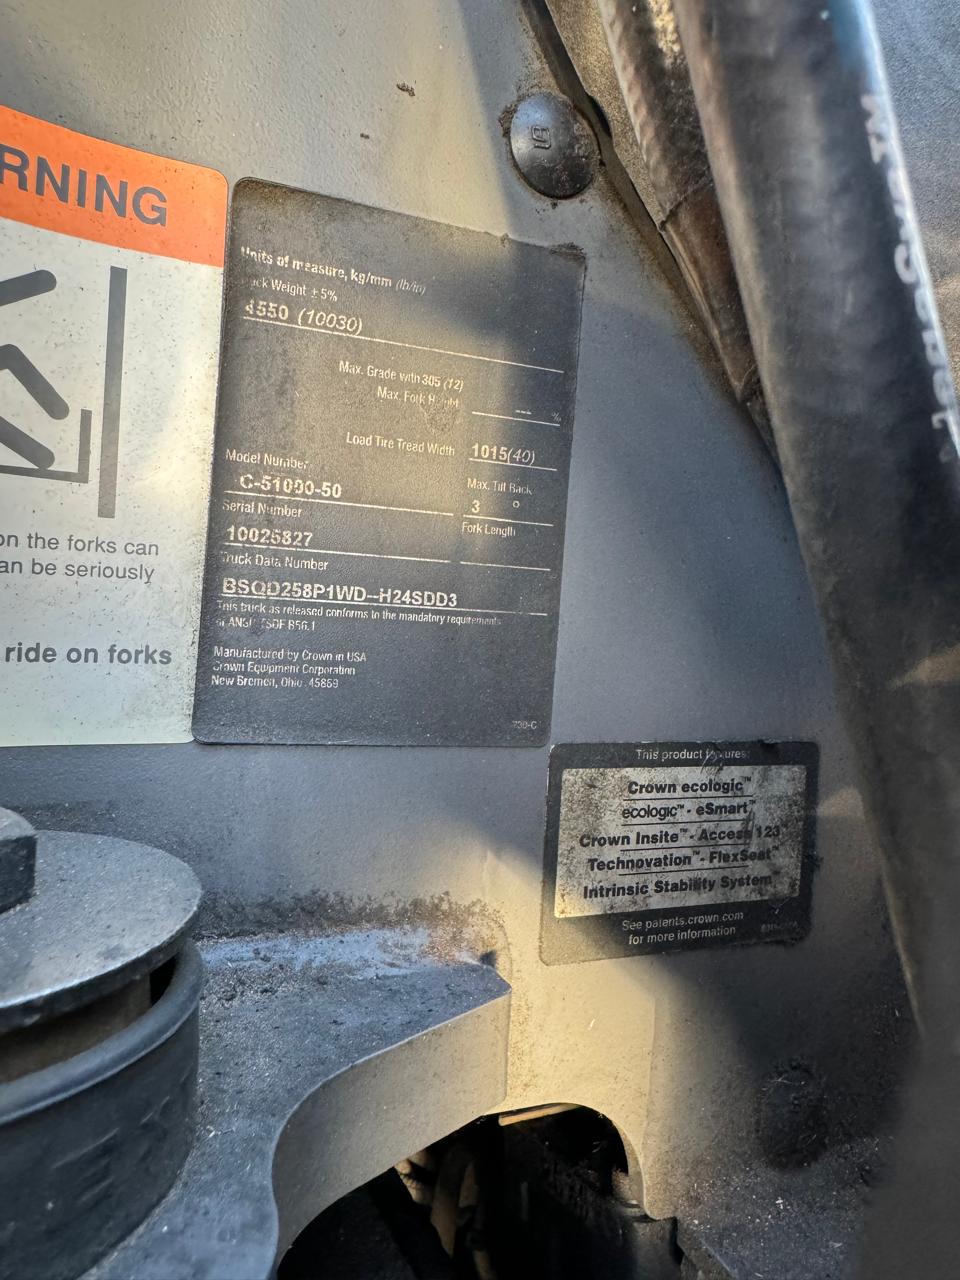 RNING
on the forks can
an be seriously
ride on forks
Units of measure, kg/mm (lb/in)
ck Weight ±5%
4550 (10030)
Max. Grade with 305 (12)
Max. Fork H ght
--- %
Load Tire Tread Width 1015(40)
Model Number
C-51000-50
Max. Tilt Back
3 °
Serial Number
10025827
Fork Length
Truck Data Number
BSQD258P1WD--H24SDD3
This truck as released conforms to the mandatory requirements
of ANSI/ITSDF B56.1
Manufactured by Crown in USA
Crown Equipment Corporation
New Bremen, Ohio 45869
This product features:
Crown ecologic™
ecologic™ - eSmart™
Crown Insite™ - Access 123™
Technovation™ - FlexSeat™
Intrinsic Stability System™
See patents.crown.com
for more information